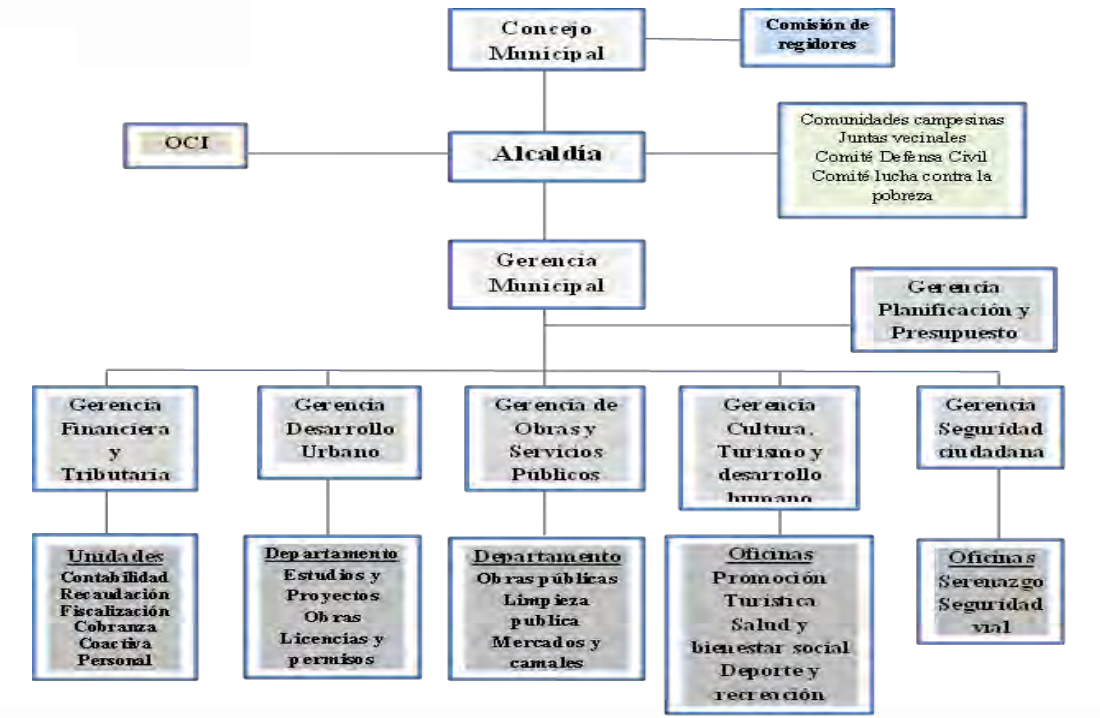 Concejo
Municipal
Comisión de
regidores
OCI
Alcaldía
Comunidades campesinas
Juntas vecinales
Comité Defensa Civil
Comité lucha contra la
pobreza
Gerencia
Municipal
Gerencia
Planificación y
Presupuesto
Gerencia
Financiera
y
Tributaria
Gerencia
Desarrollo
Urbano
Gerencia de
Obras y
Servicios
Públicos
Gerencia
Cultura,
Turismo y
desarrollo
humano
Gerencia
Seguridad
ciudadana
Unidades
Contabilidad
Recaudación
Fiscalización
Cobranza
Coactiva
Personal
Departamento
Estudios y
Proyectos
Obras
Licencias y
permisos
Departamento
Obras públicas
Limpieza
publica
Mercados y
camales
Oficinas
Promoción
Turística
Salud y
bienestar social
Deporte y
recreación
Oficinas
Serenazgo
Seguridad
vial